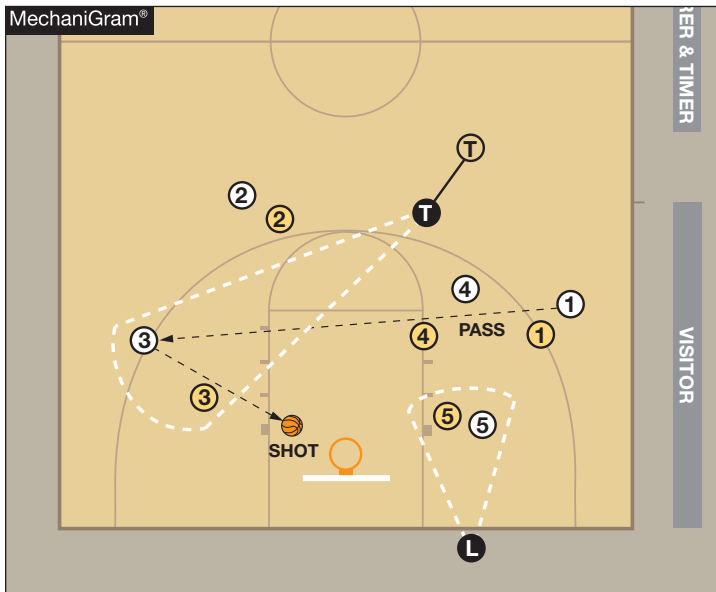 MechaniGram®
RER & TIMER
T
2
2
T
4
1
3
4
PASS
1
VISITOR
3
5
5
SHOT
L